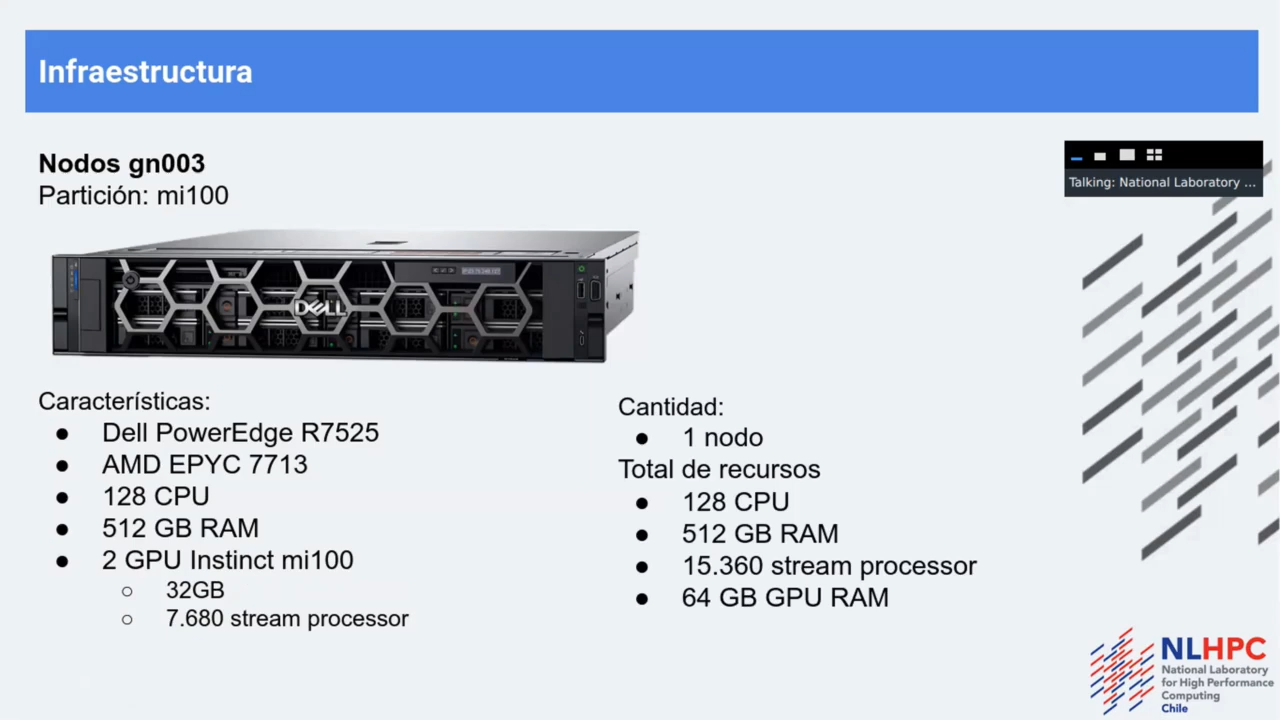 Infraestructura
Nodos gn003
Partición: mi100
Talking: National Laboratory ...
DELL
Características:
● Dell PowerEdge R7525
● AMD EPYC 7713
● 128 CPU
● 512 GB RAM
● 2 GPU Instinct mi100
○ 32GB
○ 7.680 stream processor
Cantidad:
● 1 nodo
Total de recursos
● 128 CPU
● 512 GB RAM
● 15.360 stream processor
● 64 GB GPU RAM
NLHPC
National Laboratory
for High Performance
Computing
Chile